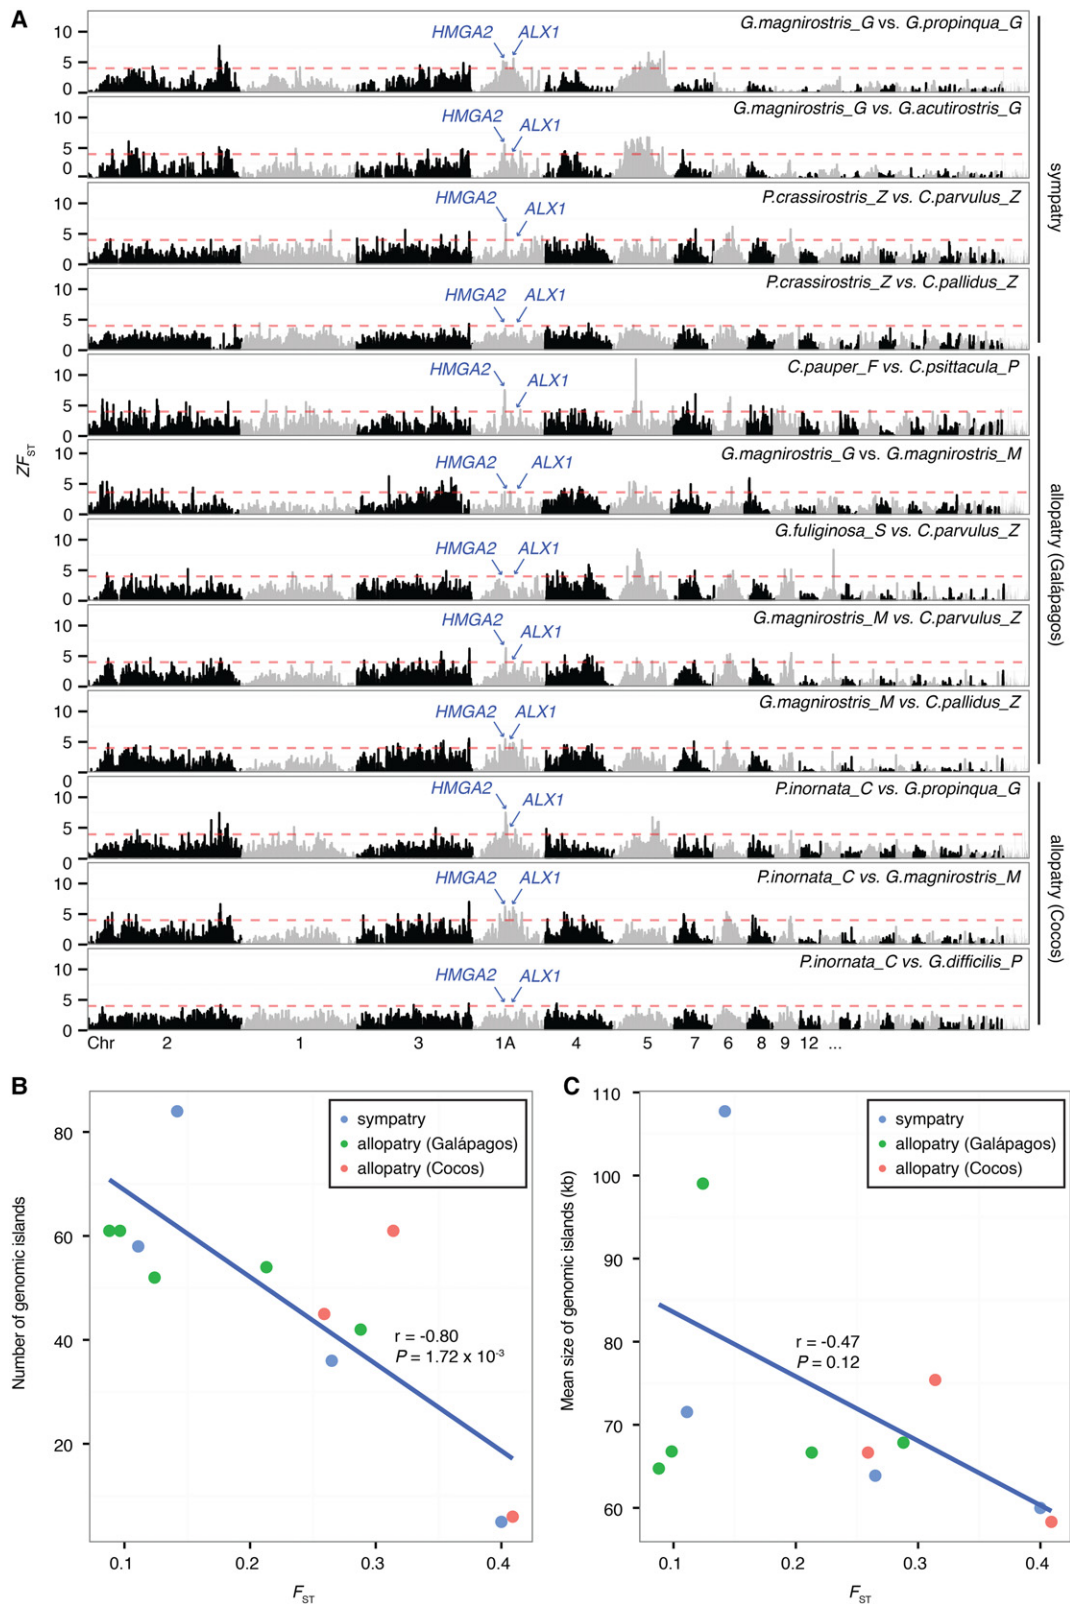 A
G.magnirostris_G vs. G.propinqua_G
HMGA2 ALX1
10
5
0
G.magnirostris_G vs. G.acutirostris_G
HMGA2 ALX1
10
5
0
P.crassirostris_Z vs. C.parvulus_Z
HMGA2 ALX1
10
5
0
P.crassirostris_Z vs. C.pallidus_Z
HMGA2 ALX1
10
5
0
sympatry
C.pauper_F vs. C.psittacula_P
HMGA2 ALX1
10
5
0
ZFST
G.magnirostris_G vs. G.magnirostris_M
HMGA2 ALX1
10
5
0
G.fuliginosa_S vs. C.parvulus_Z
HMGA2 ALX1
10
5
0
G.magnirostris_M vs. C.parvulus_Z
HMGA2 ALX1
10
5
0
G.magnirostris_M vs. C.pallidus_Z
HMGA2 ALX1
10
5
0
allopatry (Galápagos)
P.inornata_C vs. G.propinqua_G
HMGA2 ALX1
10
5
0
P.inornata_C vs. G.magnirostris_M
HMGA2 ALX1
10
5
0
P.inornata_C vs. G.difficilis_P
HMGA2 ALX1
10
5
0
allopatry (Cocos)
Chr 2 1 3 1A 4 5 7 6 8 9 12 ...
B
sympatry
allopatry (Galápagos)
allopatry (Cocos)
Number of genomic islands
80
60
40
20
r = -0.80
P = 1.72 x 10-3
0.1 0.2 0.3 0.4
FST
C
sympatry
allopatry (Galápagos)
allopatry (Cocos)
Mean size of genomic islands (kb)
110
100
90
80
70
60
r = -0.47
P = 0.12
0.1 0.2 0.3 0.4
FST